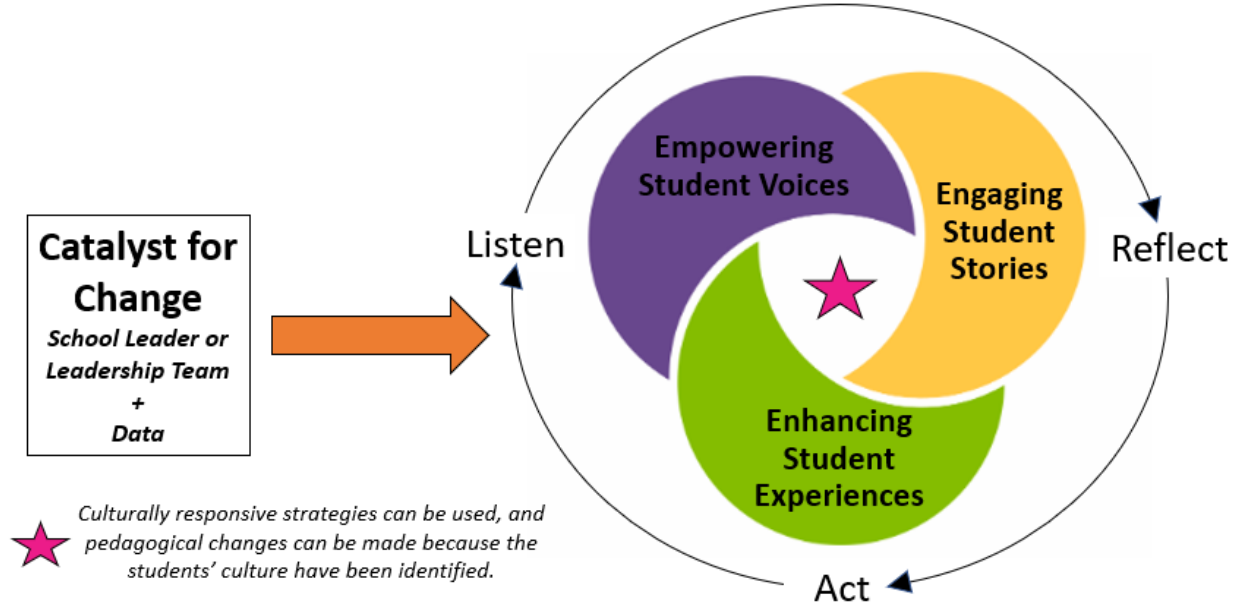 Catalyst for
Change
School Leader or
Leadership Team
+
Data
Listen
Empowering
Student Voices
Engaging
Student
Stories
Reflect
Enhancing
Student
Experiences
Act
Culturally responsive strategies can be used, and
pedagogical changes can be made because the
students’ culture have been identified.